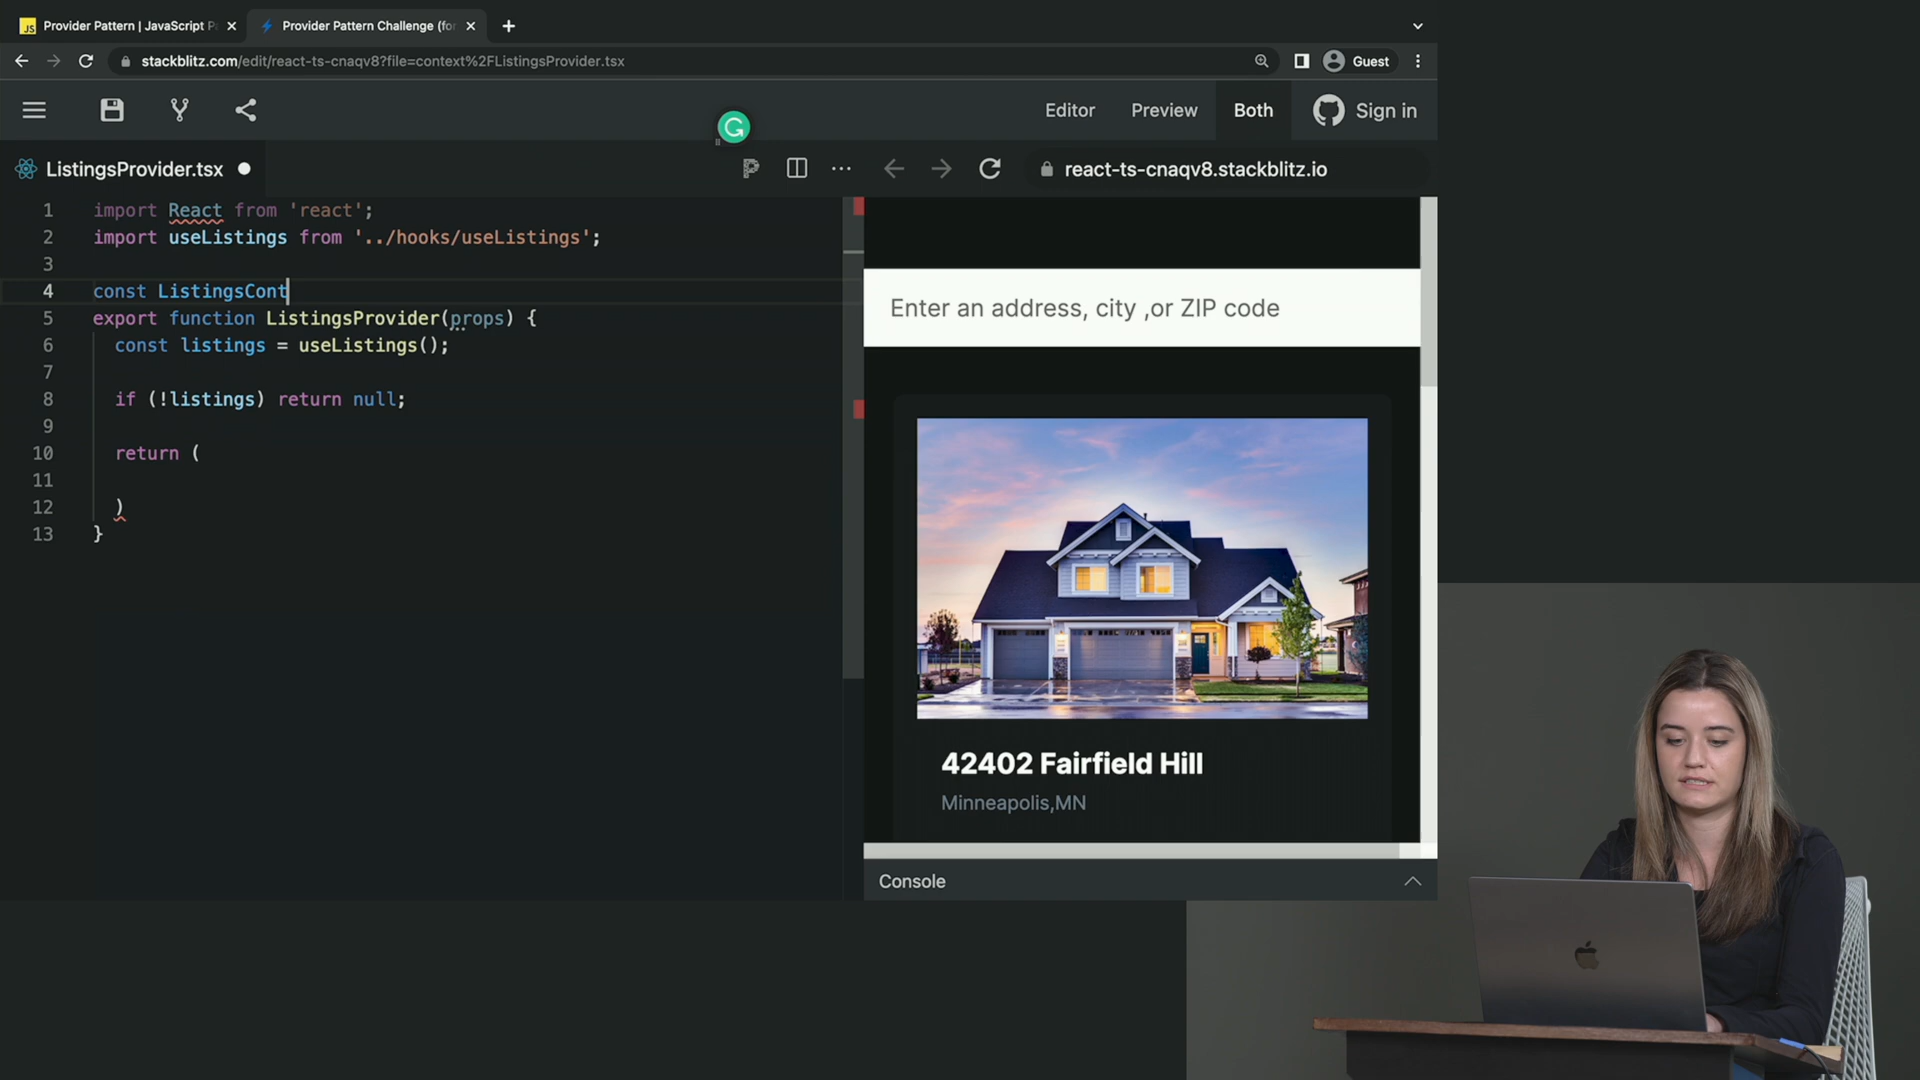 JS Provider Pattern | JavaScript P
Provider Pattern Challenge (for
stackblitz.com/edit/react-ts-cnaqv8?file=context%2FListingsProvider.tsx
Guest
Editor Preview Both Sign in
ListingsProvider.tsx
react-ts-cnaqv8.stackblitz.io
1 import React from 'react';
2 import useListings from '../hooks/useListings';
3
4 const ListingsCont
5 export function ListingsProvider(props) {
6 const listings = useListings();
7
8 if (!listings) return null;
9
10 return (
11
12 )
13 }
Enter an address, city ,or ZIP code
42402 Fairfield Hill
Minneapolis,MN
Console